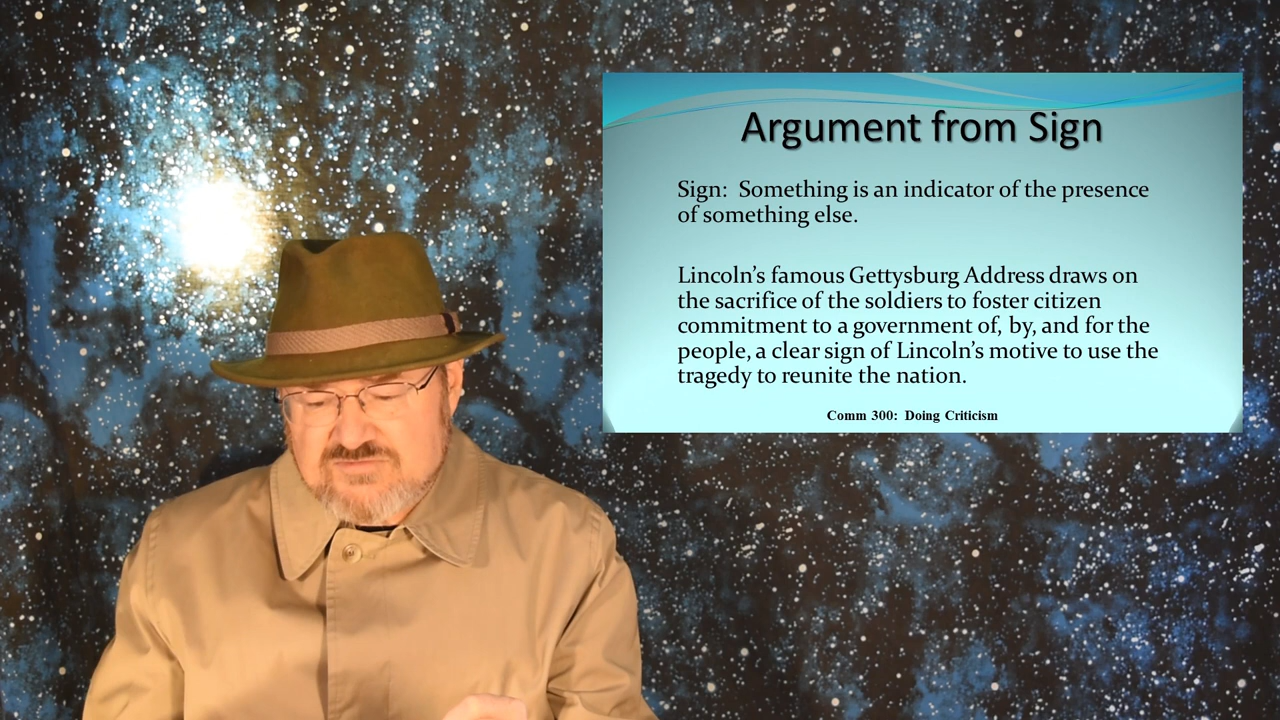 Argument from Sign
Sign:  Something is an indicator of the presence
of something else.
Lincoln’s famous Gettysburg Address draws on
the sacrifice of the soldiers to foster citizen
commitment to a government of, by, and for the
people, a clear sign of Lincoln’s motive to use the
tragedy to reunite the nation.
Comm 300:  Doing Criticism